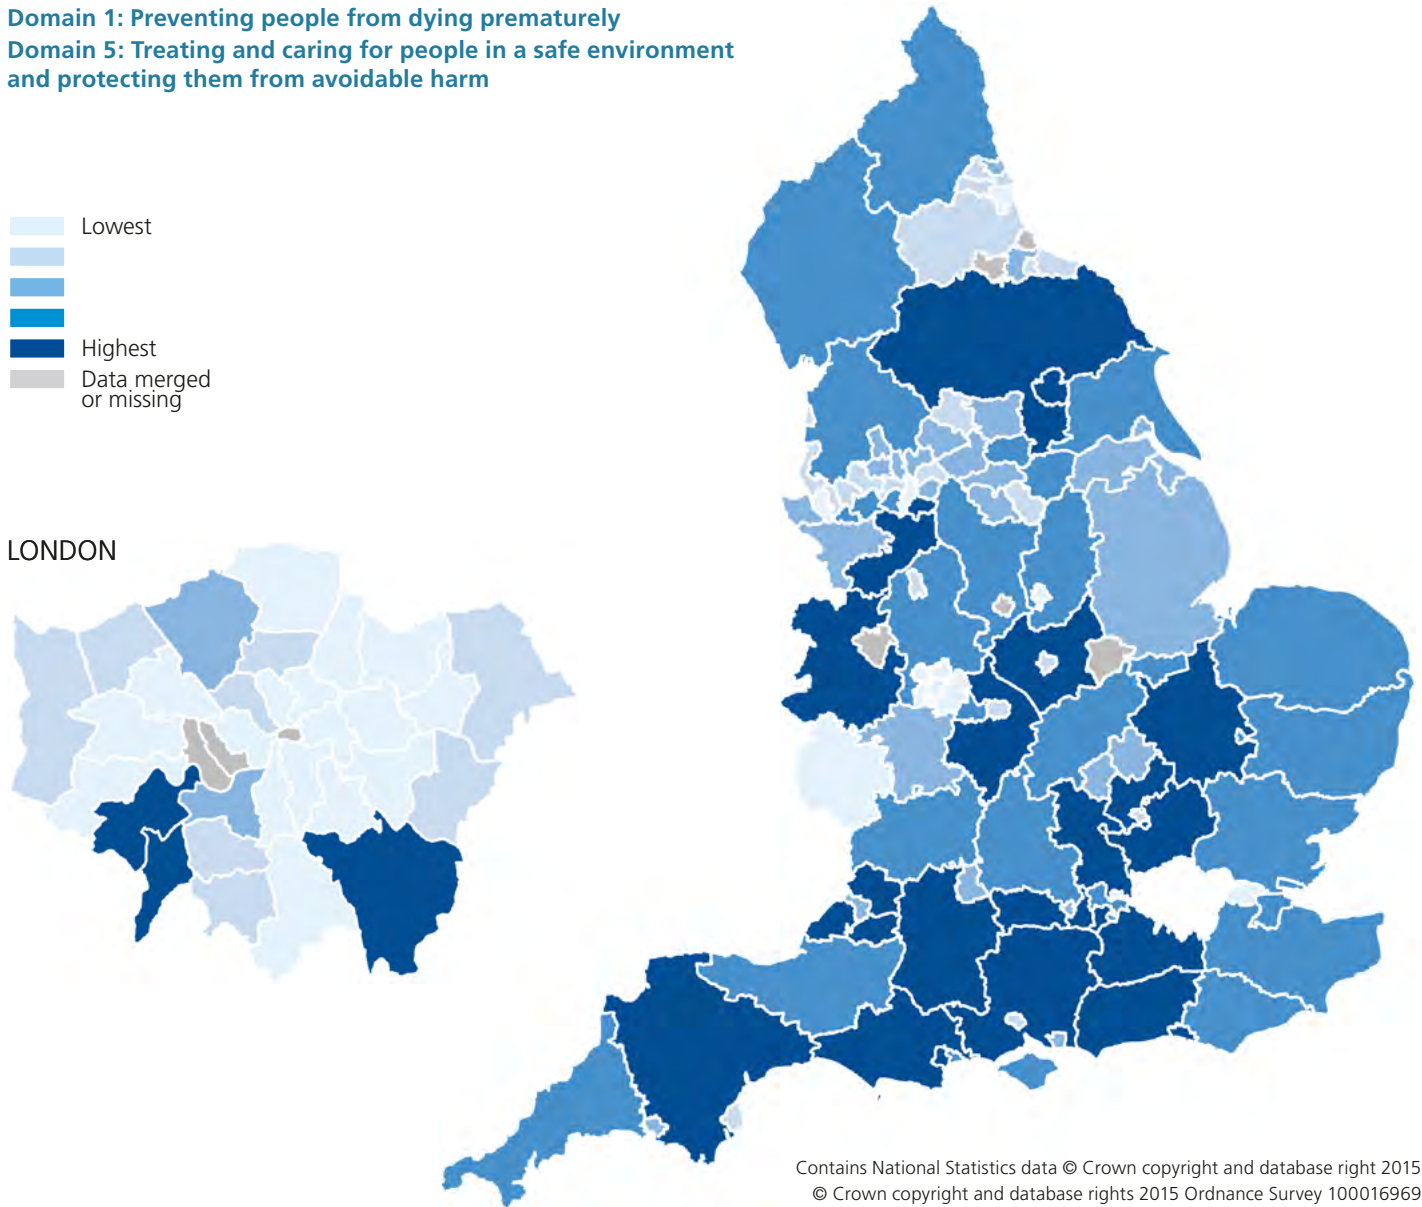 Domain 1: Preventing people from dying prematurely
Domain 5: Treating and caring for people in a safe environment
and protecting them from avoidable harm
Lowest
Highest
Data merged
or missing
LONDON
Contains National Statistics data © Crown copyright and database right 2015
© Crown copyright and database rights 2015 Ordnance Survey 100016969